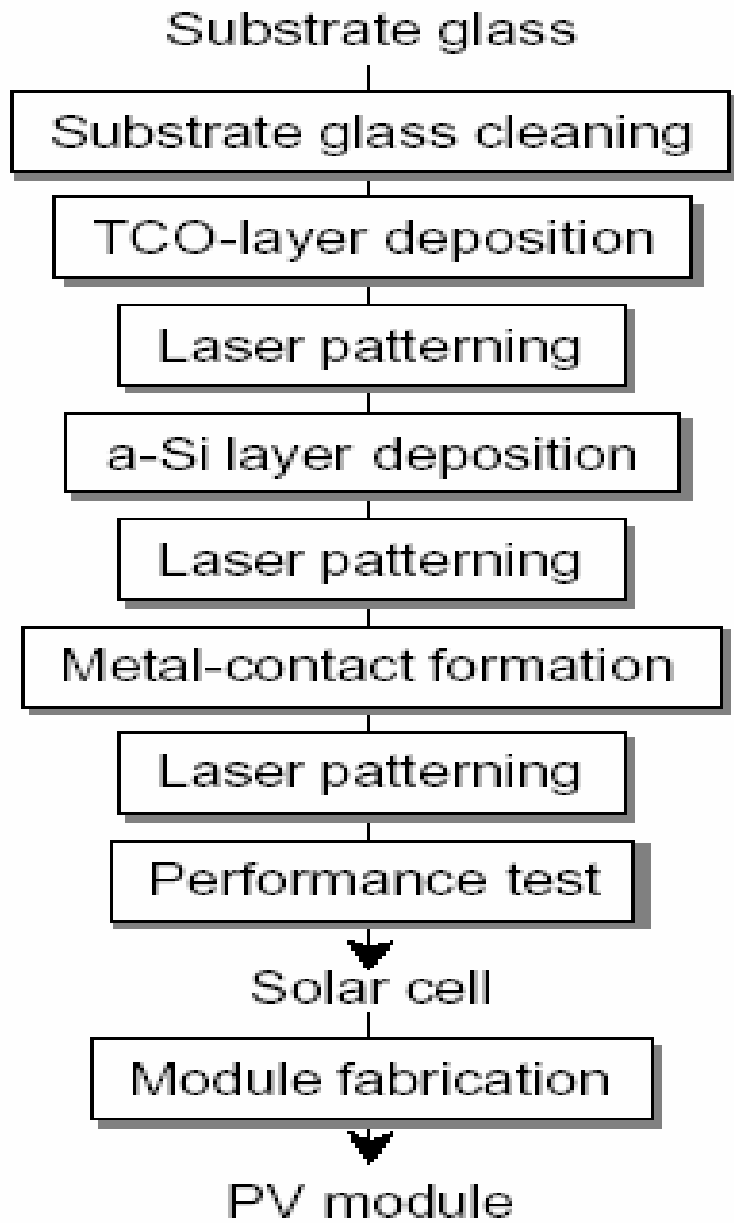 Substrate glass
Substrate glass cleaning
TCO-layer deposition
Laser patterning
a-Si layer deposition
Laser patterning
Metal-contact formation
Laser patterning
Performance test
Solar cell
Module fabrication
PV module